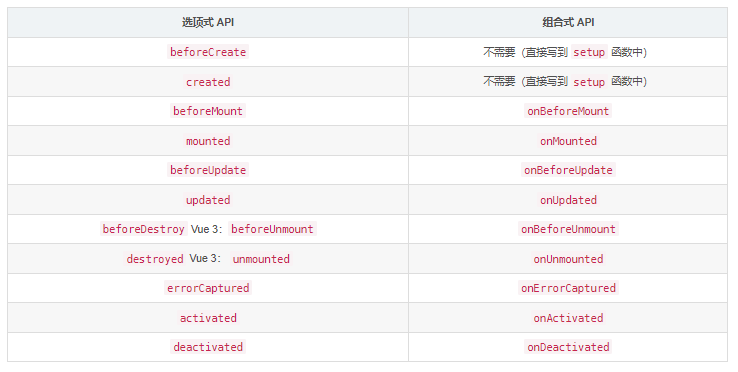 选顶式 API 组合式 API
beforeCreate 不需要（直接写到 setup 函数中）
created 不需要（直接写到 setup 函数中）
beforeMount onBeforeMount
mounted onMounted
beforeUpdate onBeforeUpdate
updated onUpdated
beforeDestroy Vue 3： beforeUnmount onBeforeUnmount
destroyed Vue 3： unmounted onUnmounted
errorCaptured onErrorCaptured
activated onActivated
deactivated onDeactivated